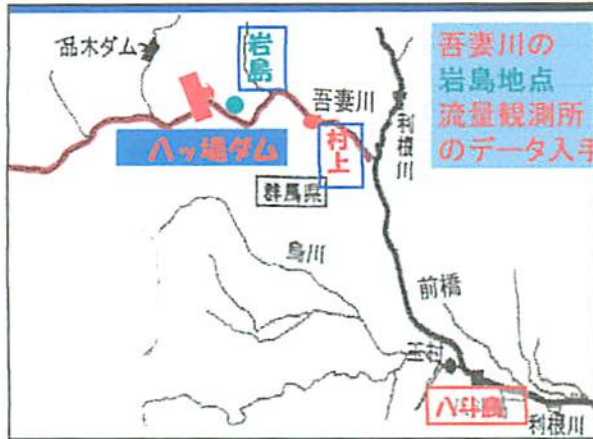 品木ダム
岩島
吾妻川の
岩島地点
流量観測所
のデータ入手
吾妻川
利根川
八ッ場ダム
村上
群馬県
烏川
前橋
八斗島
利根川